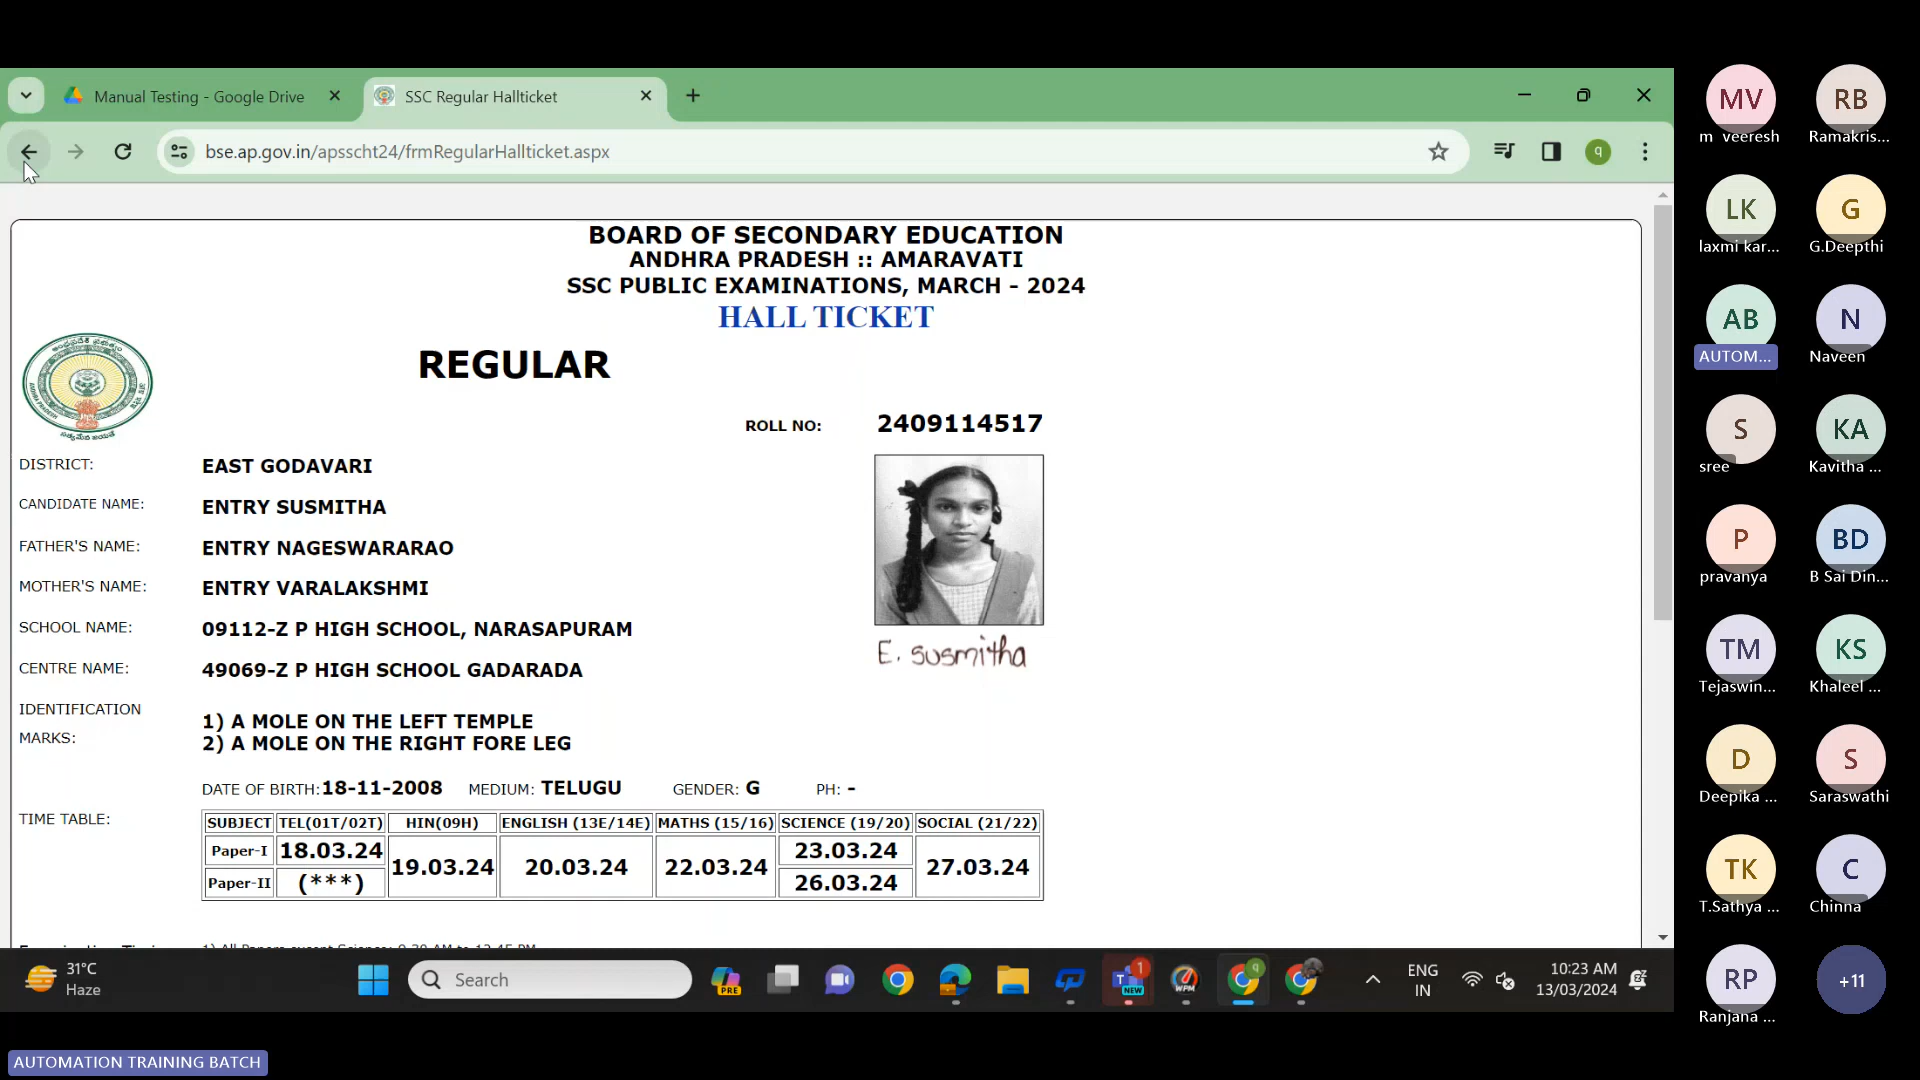 Manual Testing - Google Drive
SSC Regular Hallticket
bse.ap.gov.in/apsscht24/frmRegularHallticket.aspx
q
BOARD OF SECONDARY EDUCATION
ANDHRA PRADESH :: AMARAVATI
SSC PUBLIC EXAMINATIONS, MARCH - 2024
HALL TICKET
REGULAR
ROLL NO: 2409114517
DISTRICT: EAST GODAVARI
CANDIDATE NAME: ENTRY SUSMITHA
FATHER'S NAME: ENTRY NAGESWARARAO
MOTHER'S NAME: ENTRY VARALAKSHMI
SCHOOL NAME: 09112-Z P HIGH SCHOOL, NARASAPURAM
E. susmitha
CENTRE NAME: 49069-Z P HIGH SCHOOL GADARADA
IDENTIFICATION MARKS:
1) A MOLE ON THE LEFT TEMPLE
2) A MOLE ON THE RIGHT FORE LEG
DATE OF BIRTH:18-11-2008 MEDIUM: TELUGU GENDER: G PH: -
TIME TABLE:
SUBJECT TEL(01T/02T) HIN(09H) ENGLISH (13E/14E) MATHS (15/16) SCIENCE (19/20) SOCIAL (21/22)
Paper-I 18.03.24 19.03.24 20.03.24 22.03.24 23.03.24 27.03.24
Paper-II (***) 26.03.24
31°C
Haze
Search
PRE
1
NEW
WPM
q
ENG
IN
10:23 AM
13/03/2024
AUTOMATION TRAINING BATCH
MV
m veeresh
RB
Ramakris...
LK
laxmi kar...
G
G.Deepthi
AB
AUTOM...
N
Naveen
S
sree
KA
Kavitha ...
P
pravanya
BD
B Sai Din...
TM
Tejaswin...
KS
Khaleel ...
D
Deepika ...
S
Saraswathi
TK
T.Sathya ...
C
Chinna
RP
Ranjana ...
+11